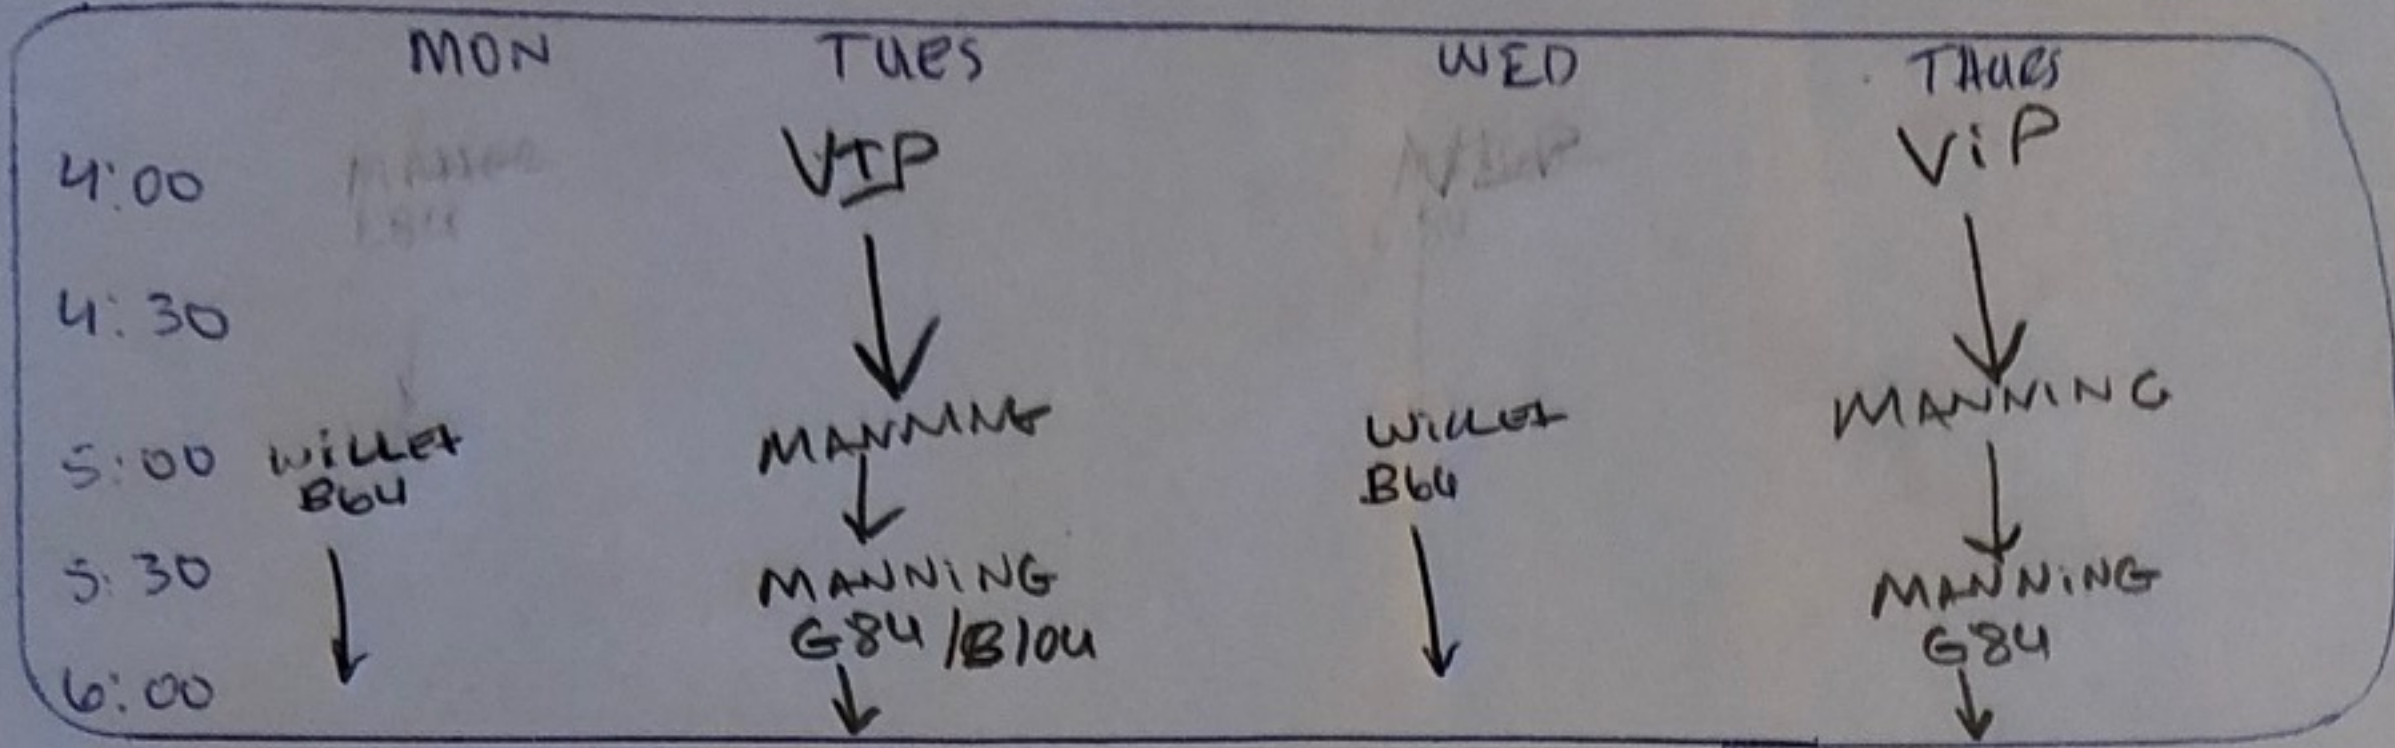 MON TUES WED THURS
4:00 VIP ViP
4:30
5:00 WiLLET MANNING WiLLET MANNING
B64 B64
5:30 MANNiNG MANNiNG
G84/B10U G84
6:00